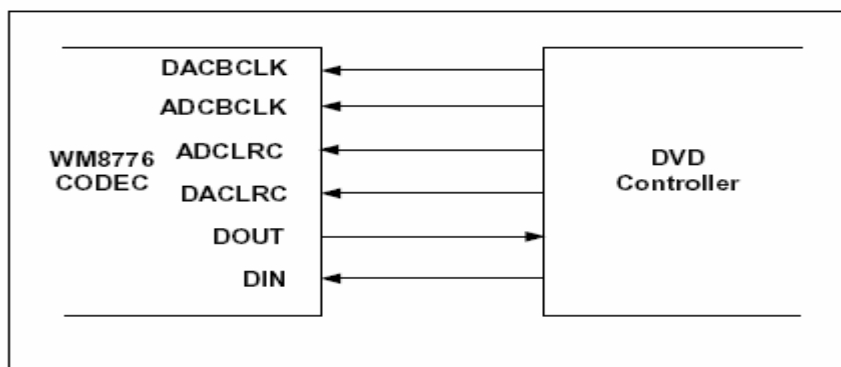 DACBCLK
ADCBCLK
ADCLRC
WM8776
CODEC
DACLRC
DOUT
DIN
DVD
Controller